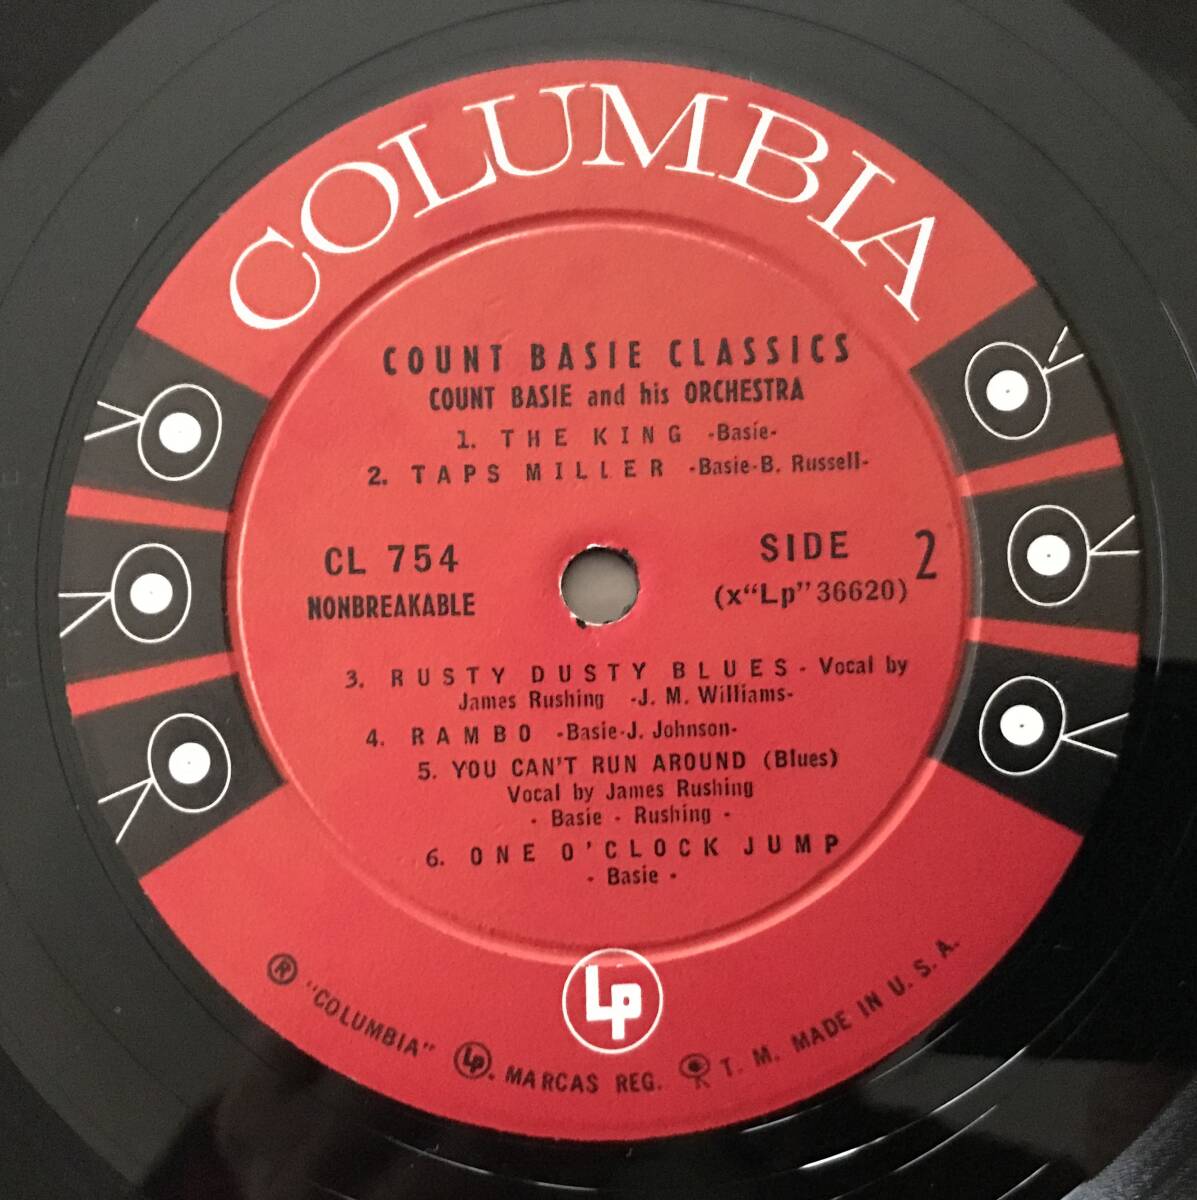 COLUMBIA
COUNT BASIE CLASSICS
COUNT BASIE and his ORCHESTRA
1. THE KING -Basie-
2. TAPS MILLER -Basie-B. Russell-
CL 754
NONBREAKABLE
SIDE 2
(x“Lp”36620)
3. RUSTY DUSTY BLUES - Vocal by
James Rushing -J. M. Williams-
4. RAMBO -Basie-J. Johnson-
5. YOU CAN'T RUN AROUND (Blues)
Vocal by James Rushing
- Basie - Rushing -
6. ONE O'CLOCK JUMP
- Basie -
Lp
® "COLUMBIA" Lp. MARCAS REG. T. M. MADE IN U. S. A.